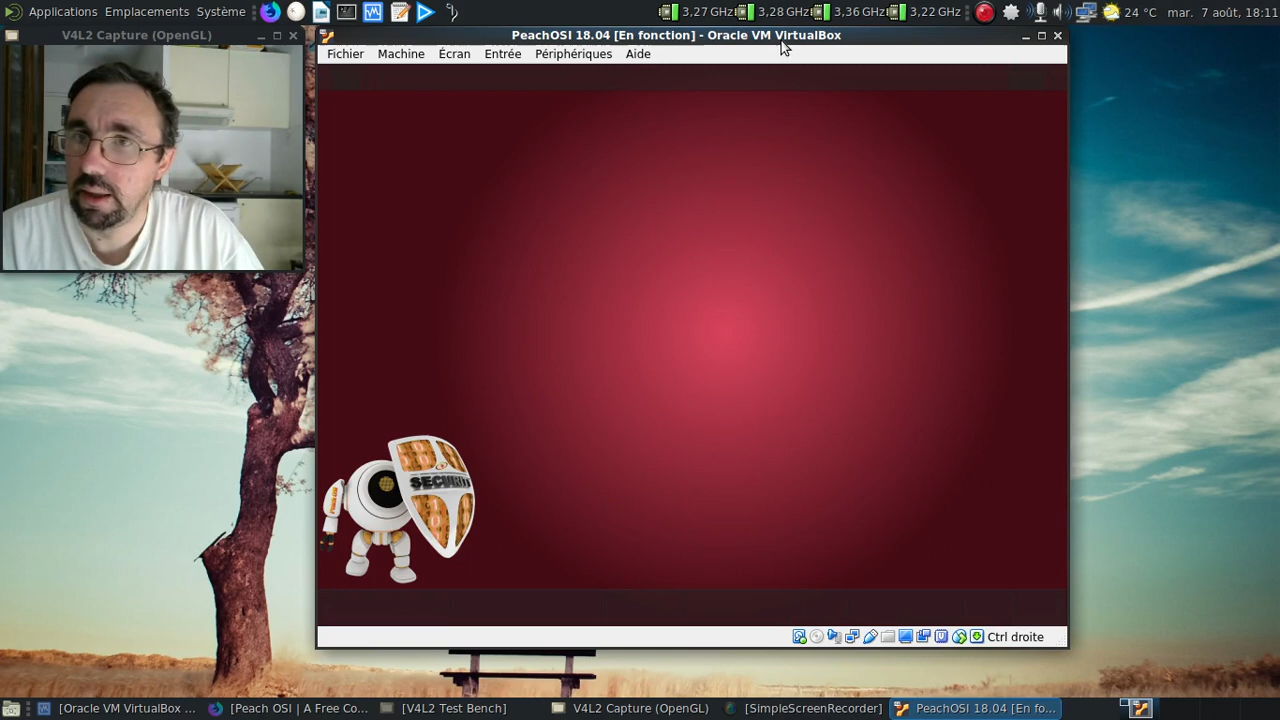 Applications Emplacements Système
3,27 GHz 3,28 GHz 3,36 GHz 3,22 GHz 24 °C mar. 7 août, 18:11
V4L2 Capture (OpenGL)
PeachOSI 18.04 [En fonction] - Oracle VM VirtualBox
Fichier Machine Écran Entrée Périphériques Aide
SECURITY
Ctrl droite
[Oracle VM VirtualBox ... [Peach OSI | A Free Co... [V4L2 Test Bench] V4L2 Capture (OpenGL) [SimpleScreenRecorder] PeachOSI 18.04 [En fo...